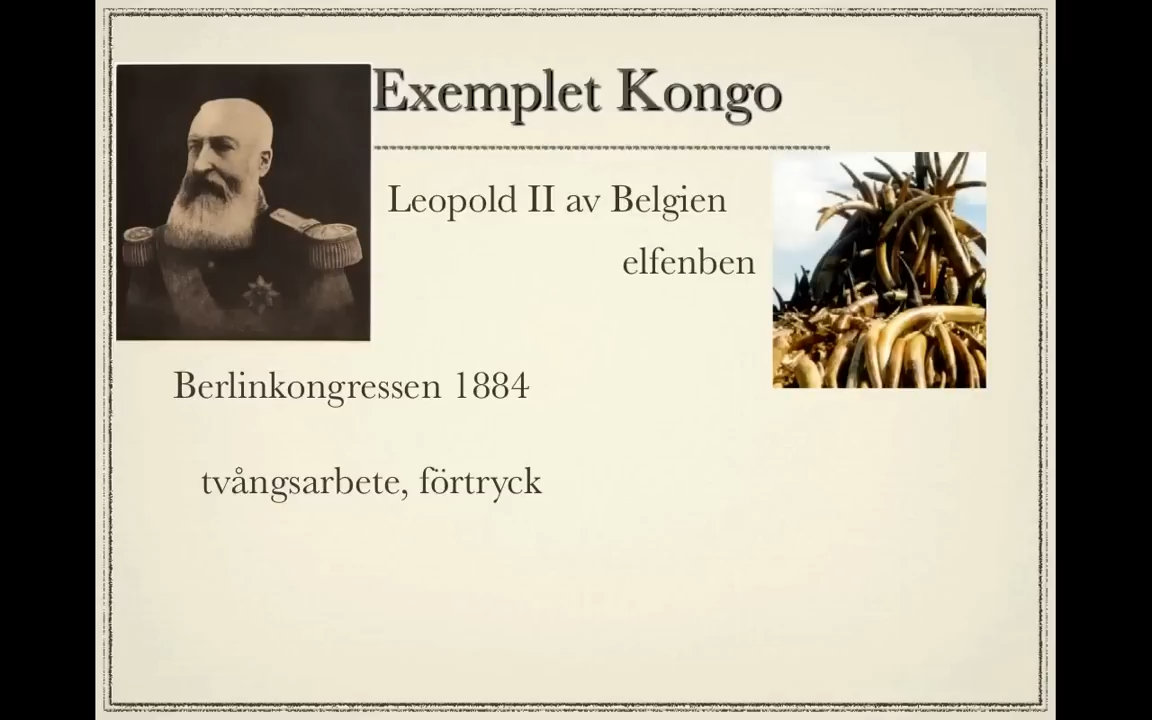 Exemplet Kongo
Leopold II av Belgien
elfenben
Berlinkongressen 1884
tvångsarbete, förtryck